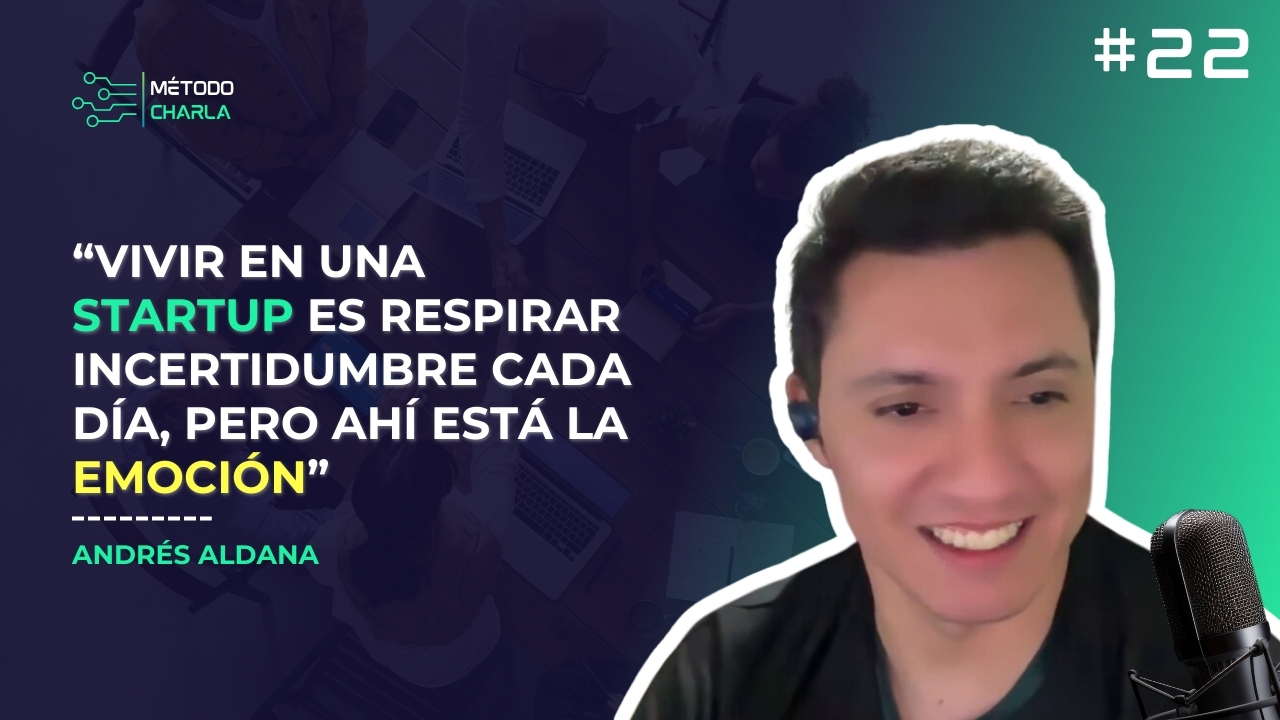 #22
MÉTODO
CHARLA
“VIVIR EN UNA
STARTUP ES RESPIRAR
INCERTIDUMBRE CADA
DÍA, PERO AHÍ ESTÁ LA
EMOCIÓN”
---------
ANDRÉS ALDANA